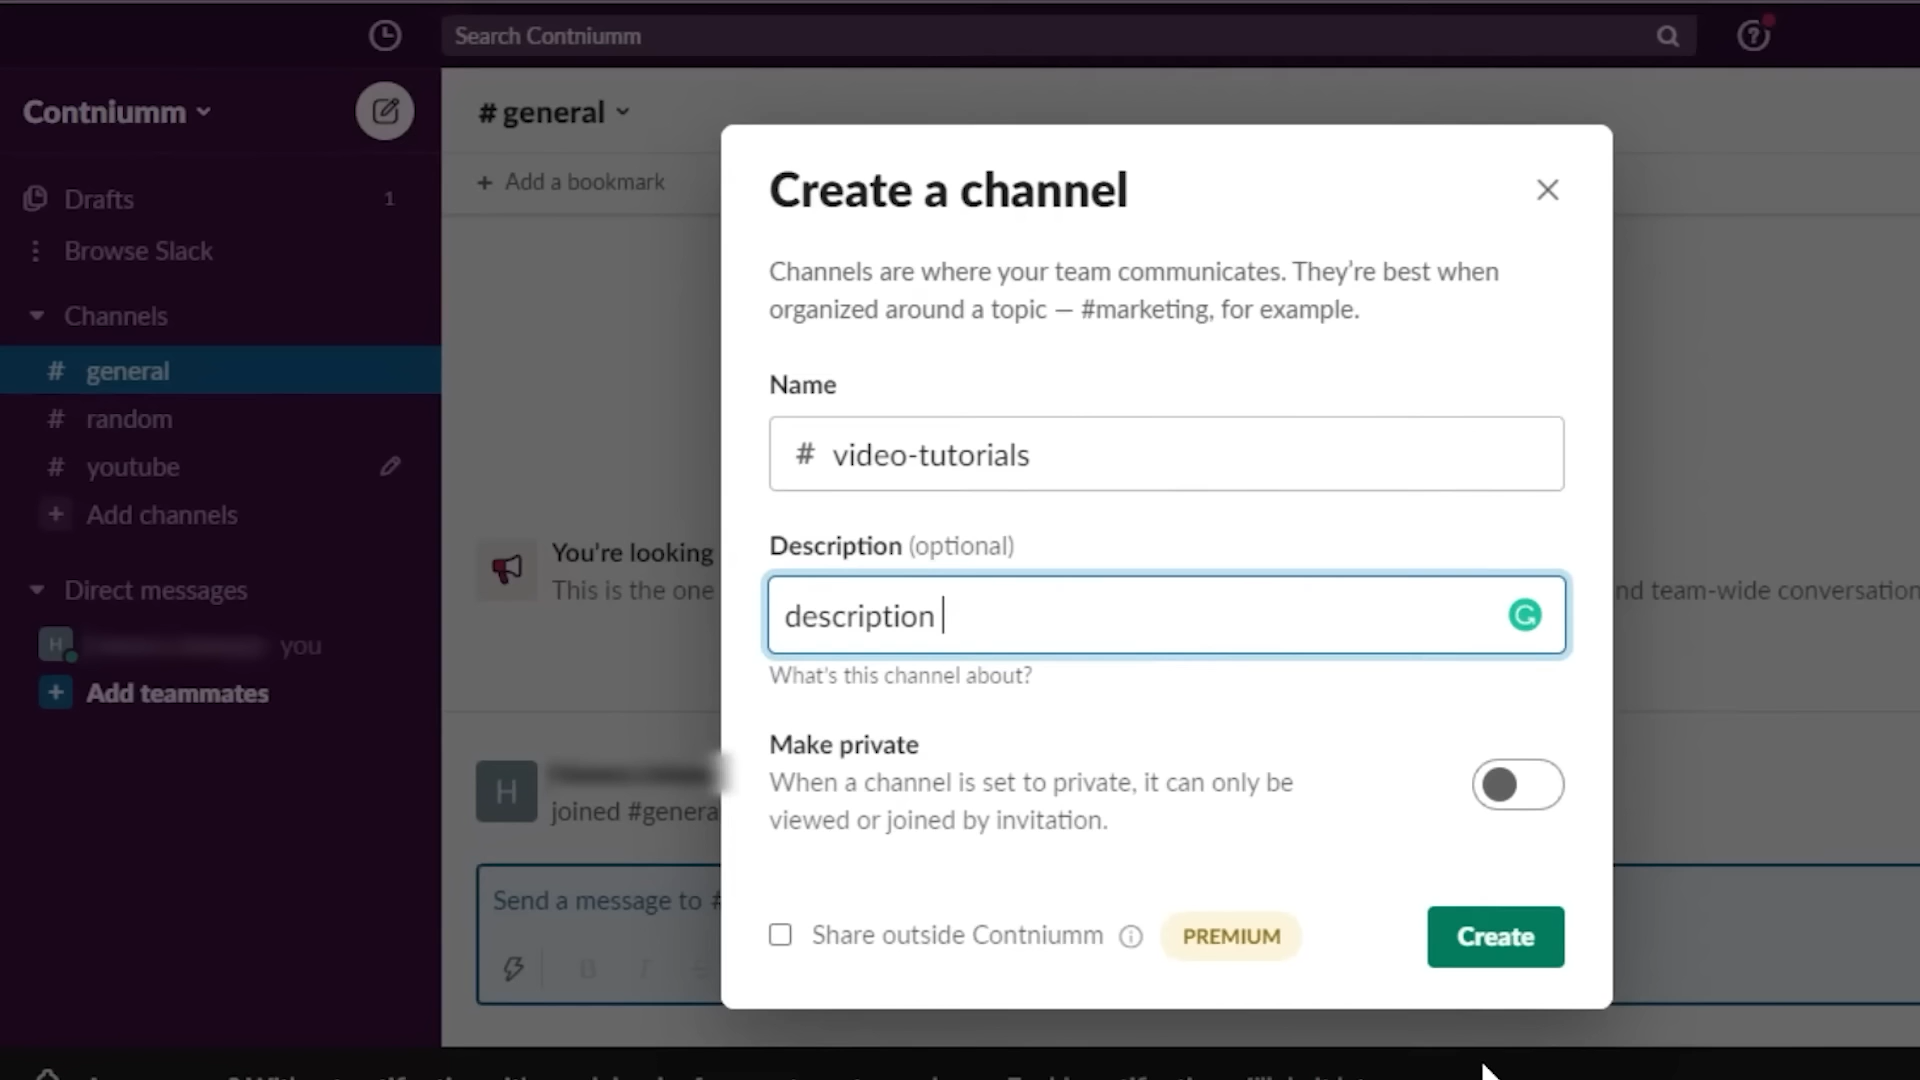 Search Contniumm
Contniumm
# general
Add a bookmark
Drafts 1
Browse Slack
Channels
# general
# random
# youtube
+ Add channels
Direct messages
H you
+ Add teammates
You're looking
This is the one
nd team-wide conversation
H
joined #genera
Send a message to #
B I S
Create a channel
Channels are where your team communicates. They're best when
organized around a topic — #marketing, for example.
Name
# video-tutorials
Description (optional)
description
What's this channel about?
Make private
When a channel is set to private, it can only be
viewed or joined by invitation.
Share outside Contniumm PREMIUM
Create